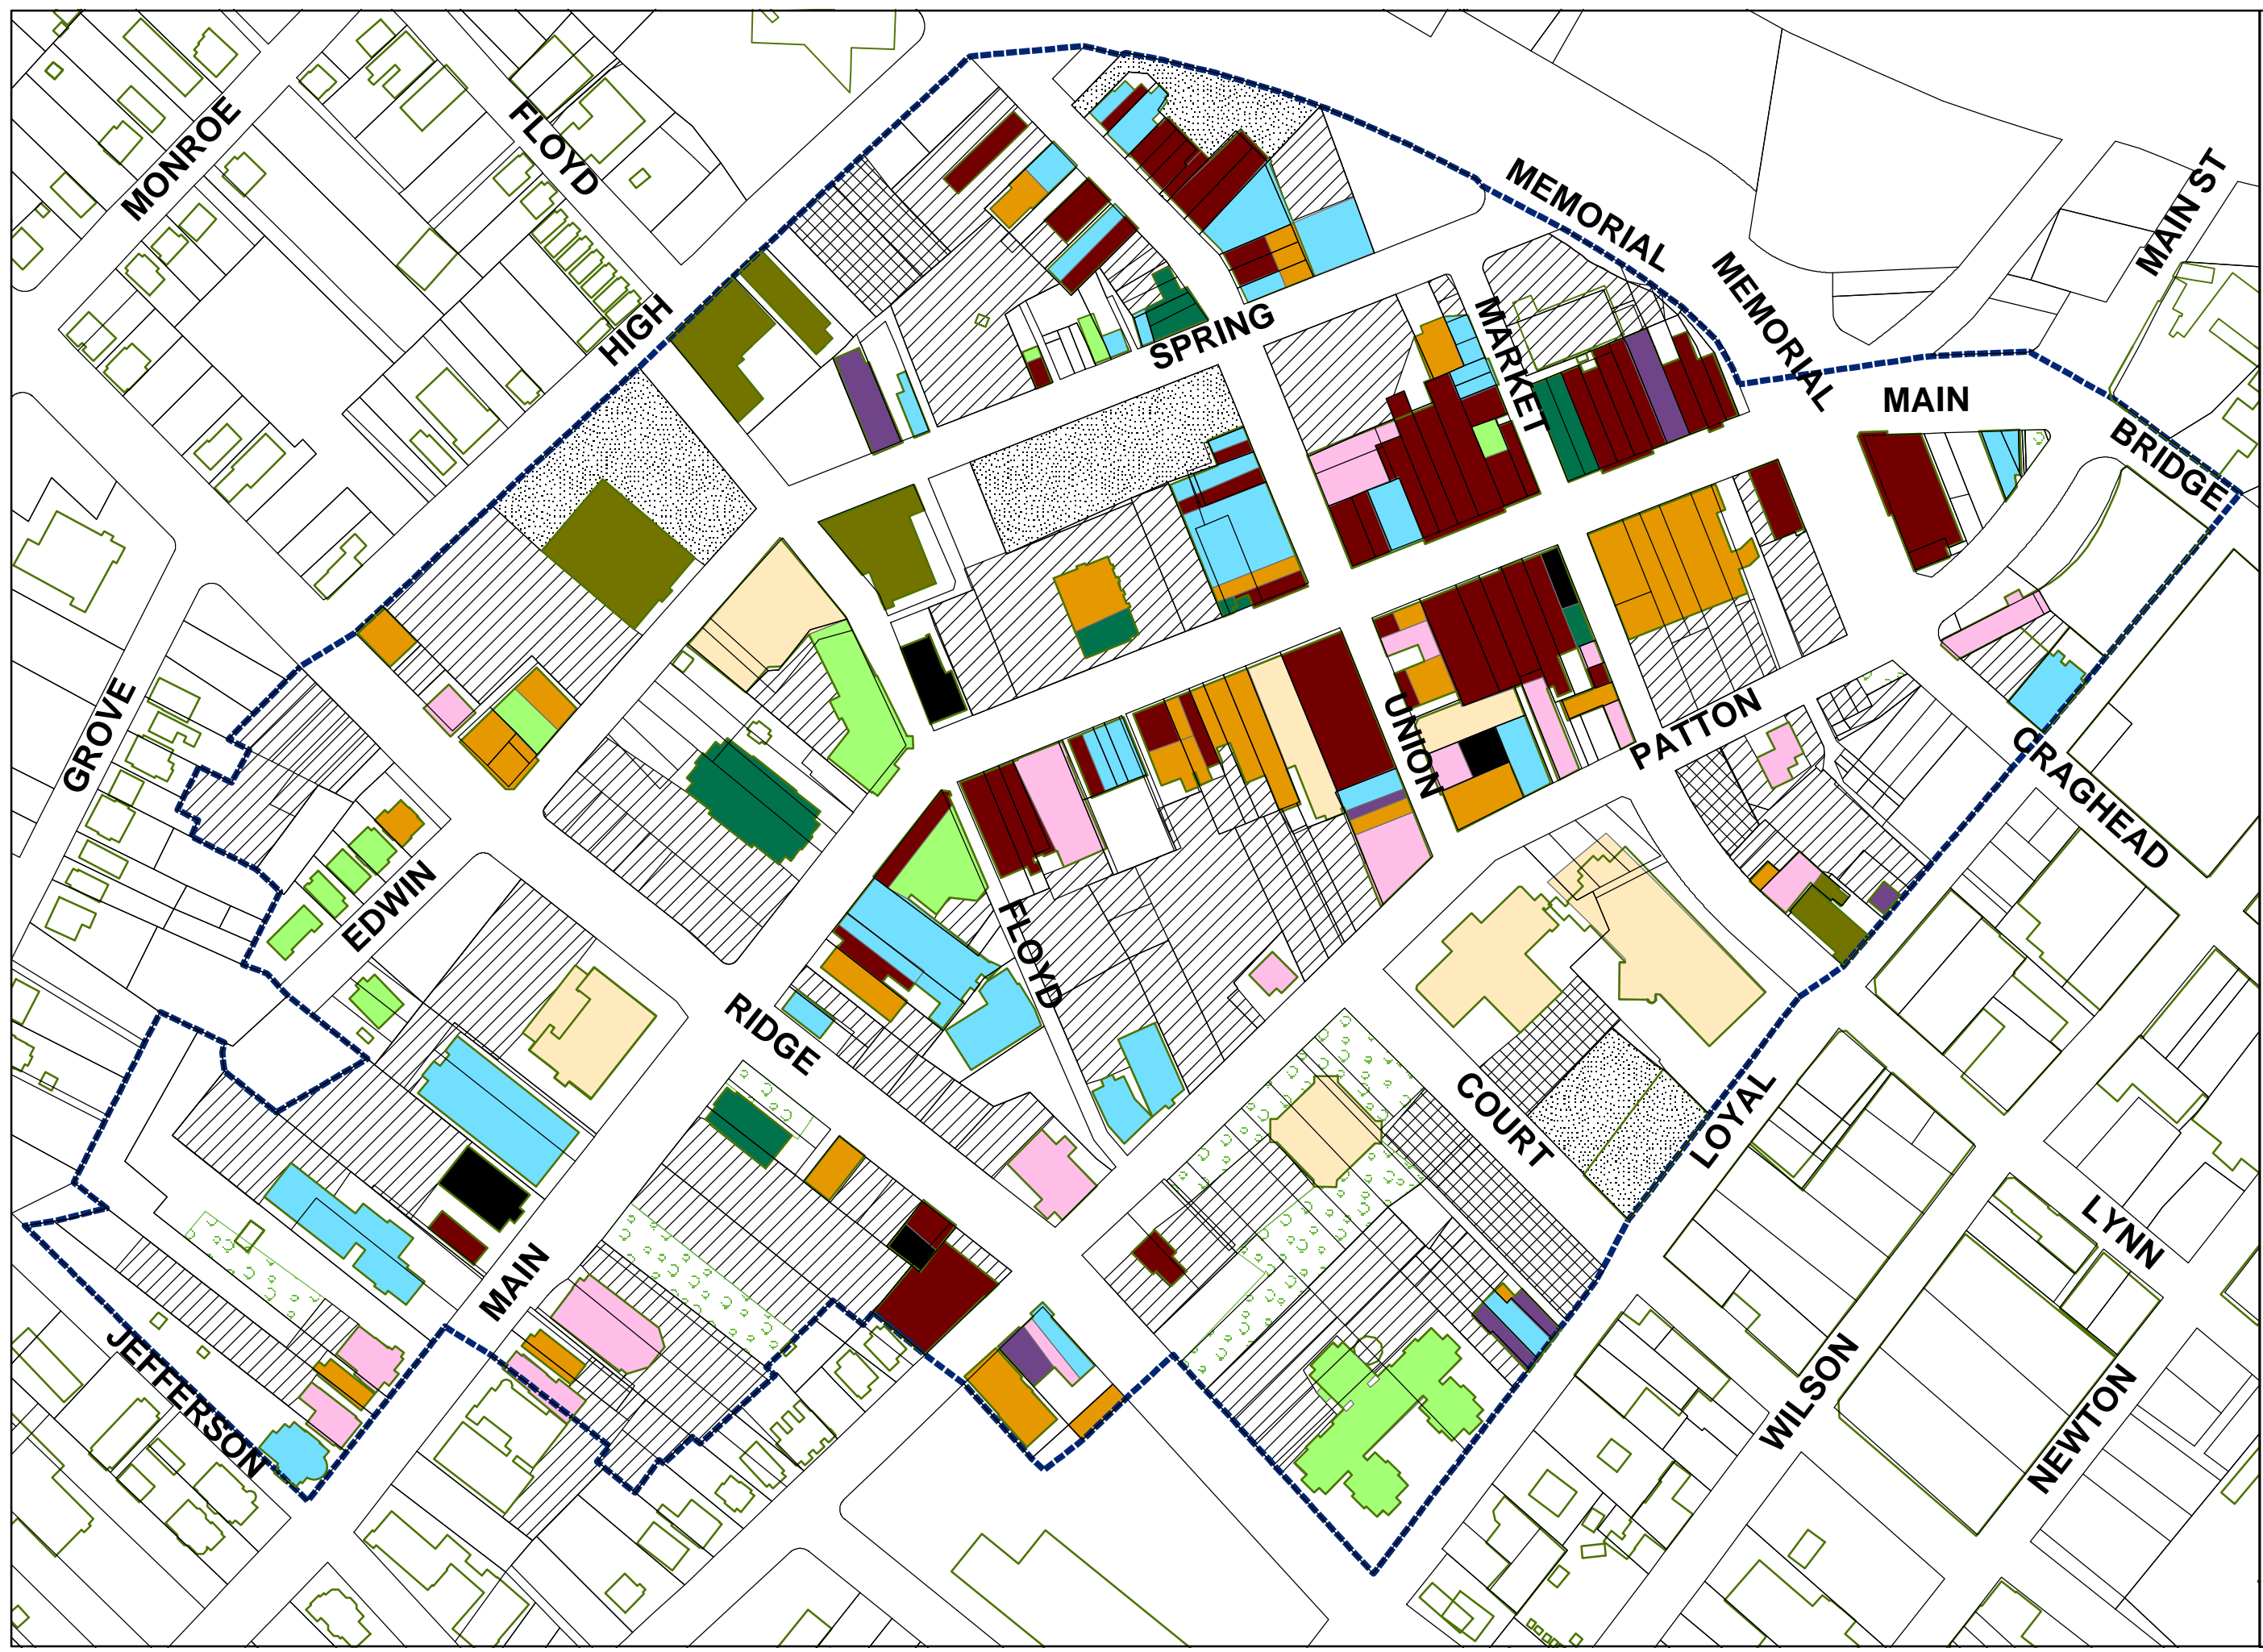 MONROE
FLOYD
HIGH
MEMORIAL
MAIN ST
MEMORIAL
SPRING
MARKET
MAIN
BRIDGE
GROVE
PATTON
UNION
CRAGHEAD
EDWIN
FLOYD
RIDGE
COURT
LOYAL
LYNN
MAIN
JEFFERSON
WILSON
NEWTON